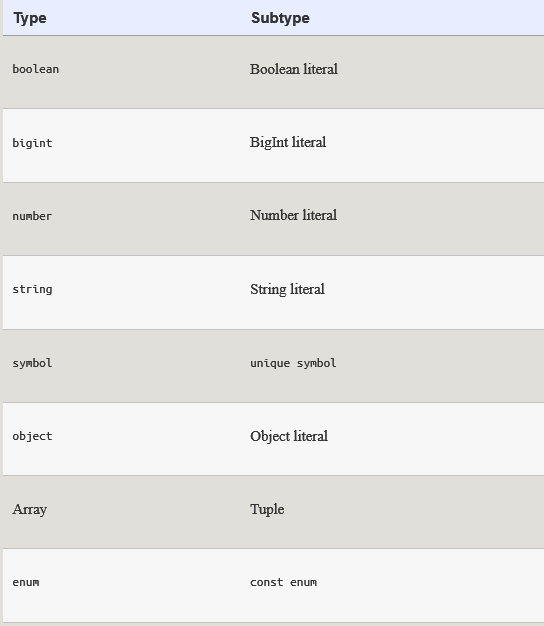 Type Subtype
boolean Boolean literal
bigint BigInt literal
number Number literal
string String literal
symbol unique symbol
object Object literal
Array Tuple
enum const enum